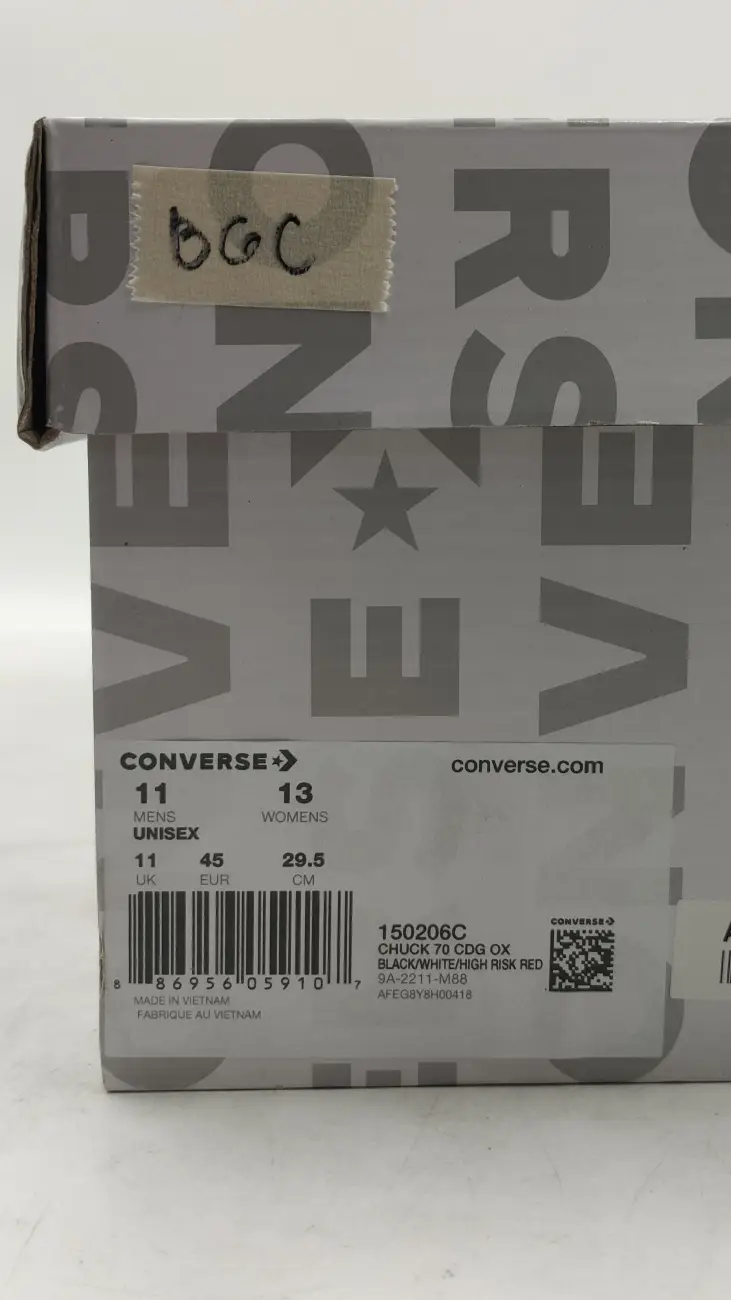 BGC
CONVERSE
converse.com
11 13
MENS WOMENS
UNISEX
11 45 29.5
UK EUR CM
8 86956 05910 7
150206C
CHUCK 70 CDG OX
BLACK/WHITE/HIGH RISK RED
9A-2211-M88
AFEG8Y8H00418
CONVERSE
MADE IN VIETNAM
FABRIQUE AU VIETNAM